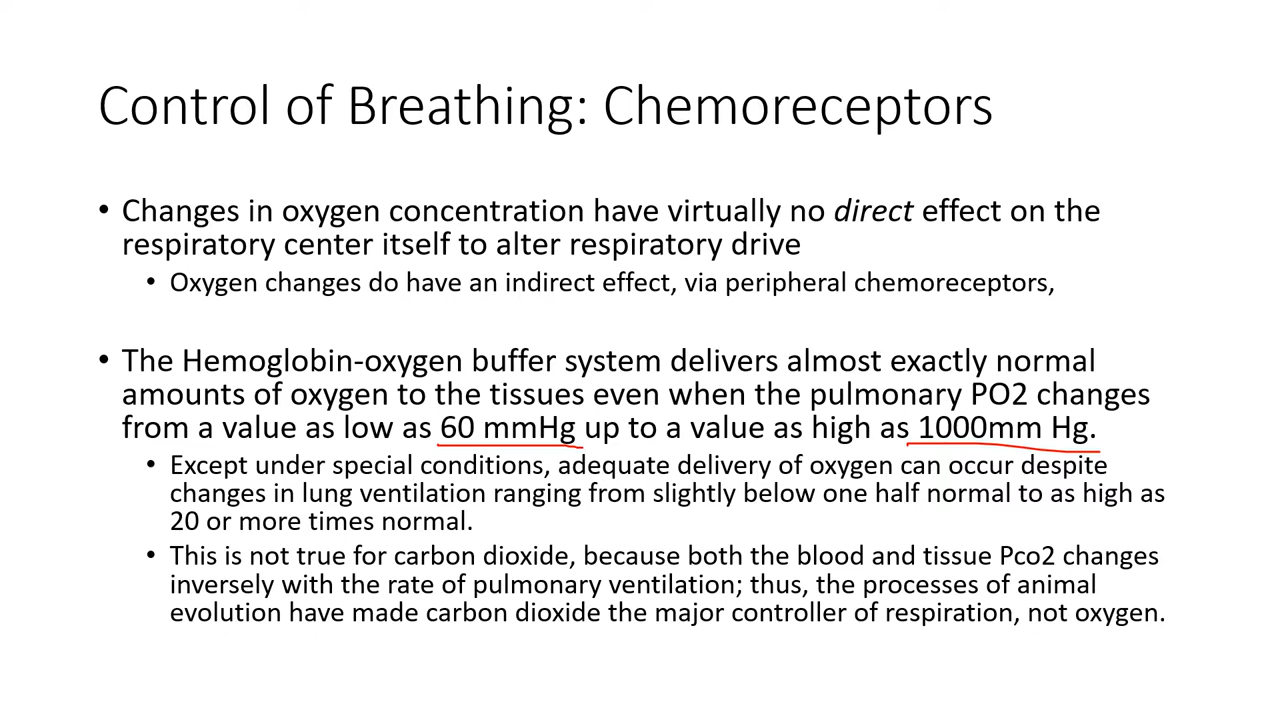 Control of Breathing: Chemoreceptors
• Changes in oxygen concentration have virtually no direct effect on the
respiratory center itself to alter respiratory drive
• Oxygen changes do have an indirect effect, via peripheral chemoreceptors,
• The Hemoglobin-oxygen buffer system delivers almost exactly normal
amounts of oxygen to the tissues even when the pulmonary PO2 changes
from a value as low as 60 mmHg up to a value as high as 1000mm Hg.
• Except under special conditions, adequate delivery of oxygen can occur despite
changes in lung ventilation ranging from slightly below one half normal to as high as
20 or more times normal.
• This is not true for carbon dioxide, because both the blood and tissue Pco2 changes
inversely with the rate of pulmonary ventilation; thus, the processes of animal
evolution have made carbon dioxide the major controller of respiration, not oxygen.